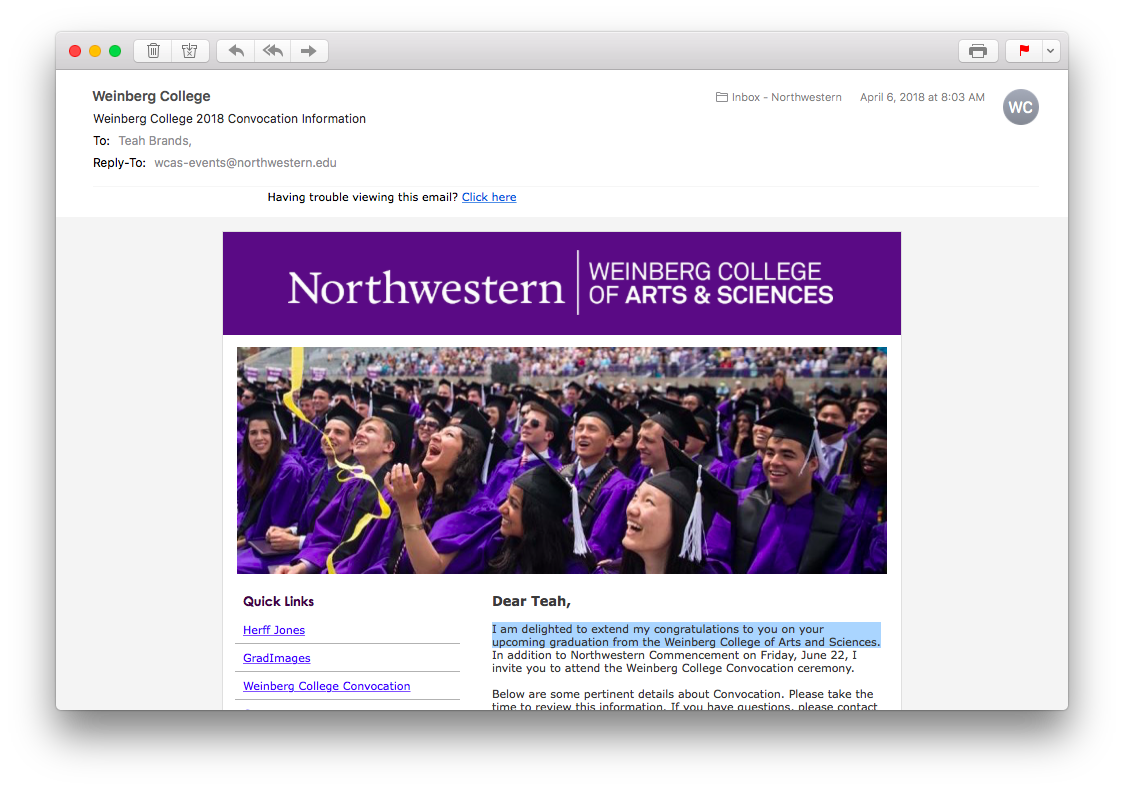 Weinberg College
Inbox - Northwestern
April 6, 2018 at 8:03 AM
WC
Weinberg College 2018 Convocation Information
To: Teah Brands,
Reply-To: wcas-events@northwestern.edu
Having trouble viewing this email? Click here
Northwestern
WEINBERG COLLEGE
OF ARTS & SCIENCES
Quick Links
Herff Jones
GradImages
Weinberg College Convocation
Dear Teah,
I am delighted to extend my congratulations to you on your
upcoming graduation from the Weinberg College of Arts and Sciences.
In addition to Northwestern Commencement on Friday, June 22, I
invite you to attend the Weinberg College Convocation ceremony.
Below are some pertinent details about Convocation. Please take the
time to review this information. If you have questions, please contact